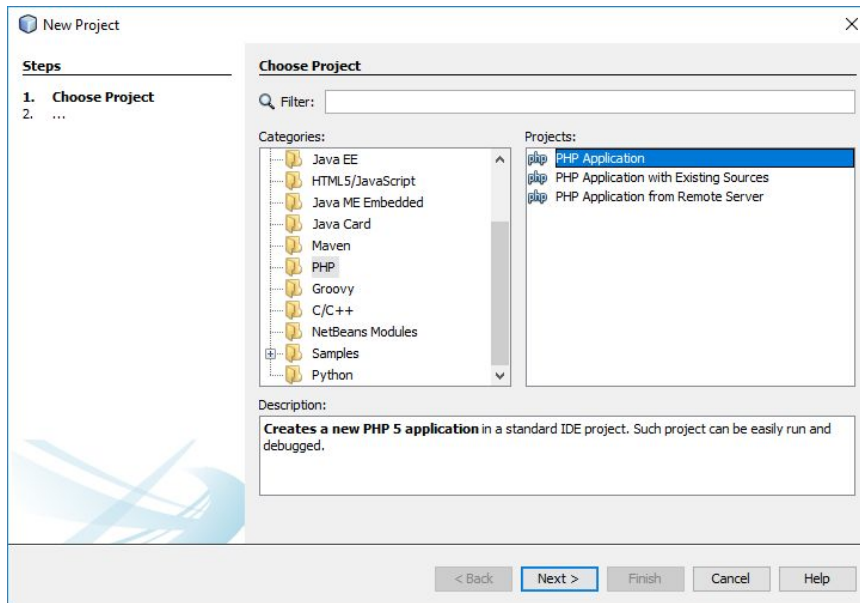 New Project
Steps
1. Choose Project
2. ...
Choose Project
Filter:
Categories:
Java EE
HTML5/JavaScript
Java ME Embedded
Java Card
Maven
PHP
Groovy
C/C++
NetBeans Modules
Samples
Python
Projects:
php PHP Application
php PHP Application with Existing Sources
php PHP Application from Remote Server
Description:
Creates a new PHP 5 application in a standard IDE project. Such project can be easily run and
debugged.
< Back Next > Finish Cancel Help